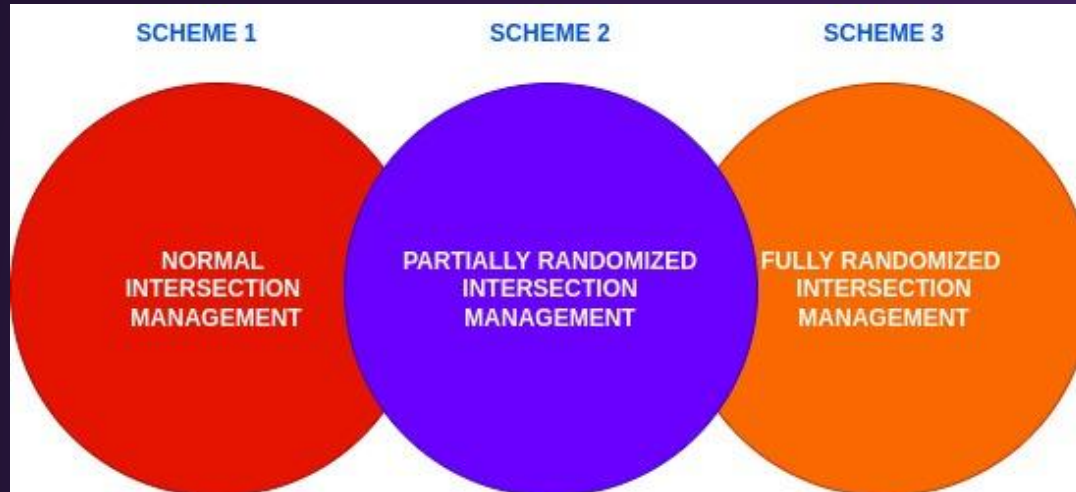 SCHEME 1
SCHEME 2
SCHEME 3
NORMAL
INTERSECTION
MANAGEMENT
PARTIALLY RANDOMIZED
INTERSECTION
MANAGEMENT
FULLY RANDOMIZED
INTERSECTION
MANAGEMENT